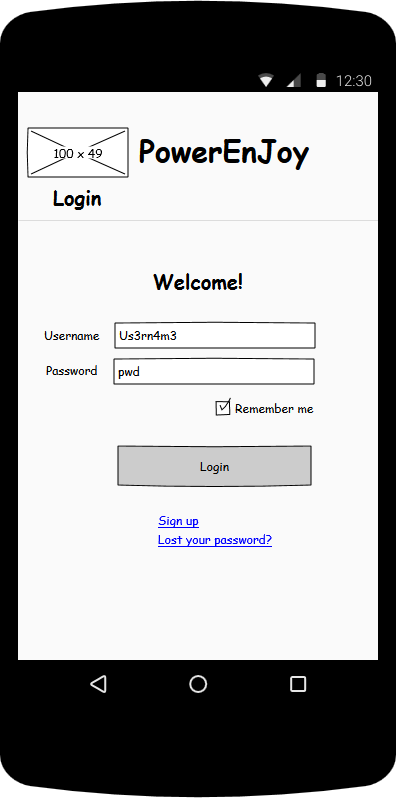 12:30
100 x 49
PowerEnJoy
Login
Welcome!
Username Us3rn4m3
Password pwd
Remember me
Login
Sign up
Lost your password?